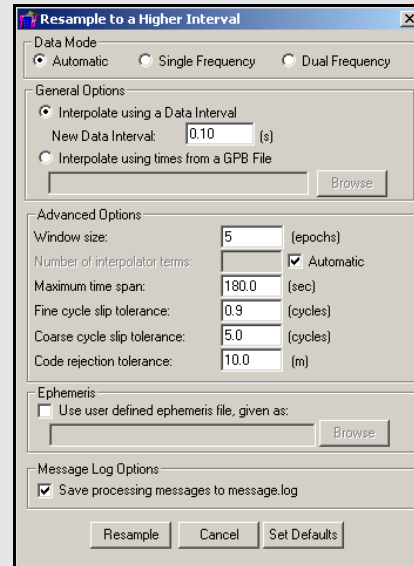 Resample to a Higher Interval
Data Mode
Automatic Single Frequency Dual Frequency
General Options
Interpolate using a Data Interval
New Data Interval: 0.10 (s)
Interpolate using times from a GPB File
Browse
Advanced Options
Window size: 5 (epochs)
Number of interpolator terms: Automatic
Maximum time span: 180.0 (sec)
Fine cycle slip tolerance: 0.9 (cycles)
Coarse cycle slip tolerance: 5.0 (cycles)
Code rejection tolerance: 10.0 (m)
Ephemeris
Use user defined ephemeris file, given as:
Browse
Message Log Options
Save processing messages to message.log
Resample Cancel Set Defaults